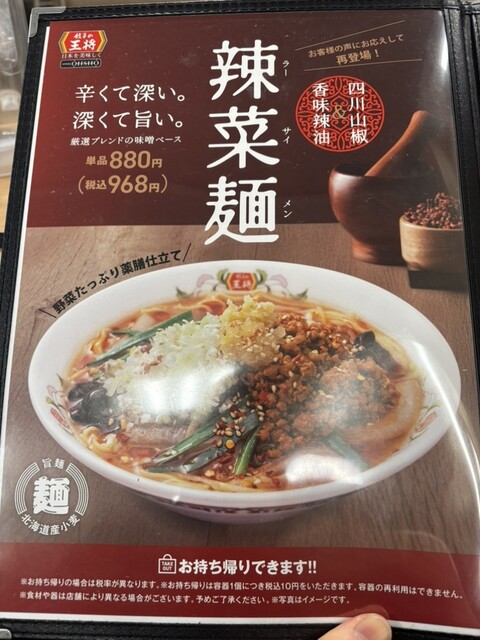 餃子の
王将
日本を美味しく
OHSHO
お客様の声にお応えして
再登場！
辣菜麺
ラーサイメン
四川山椒
&
香味辣油
辛くて深い。
深くて旨い。
厳選ブレンドの味噌ベース
単品880円
(税込968円)
野菜たっぷり薬膳仕立て
王将
旨麺
麺
北海道産小麦
TAKE OUT
お持ち帰りできます!!
※お持ち帰りの場合は税率が異なります。※お持ち帰りは容器1個につき税込10円をいただきます。容器の再利用はできません。
※食材や器は店舗により異なる場合がございます。予めご了承ください。※写真はイメージです。